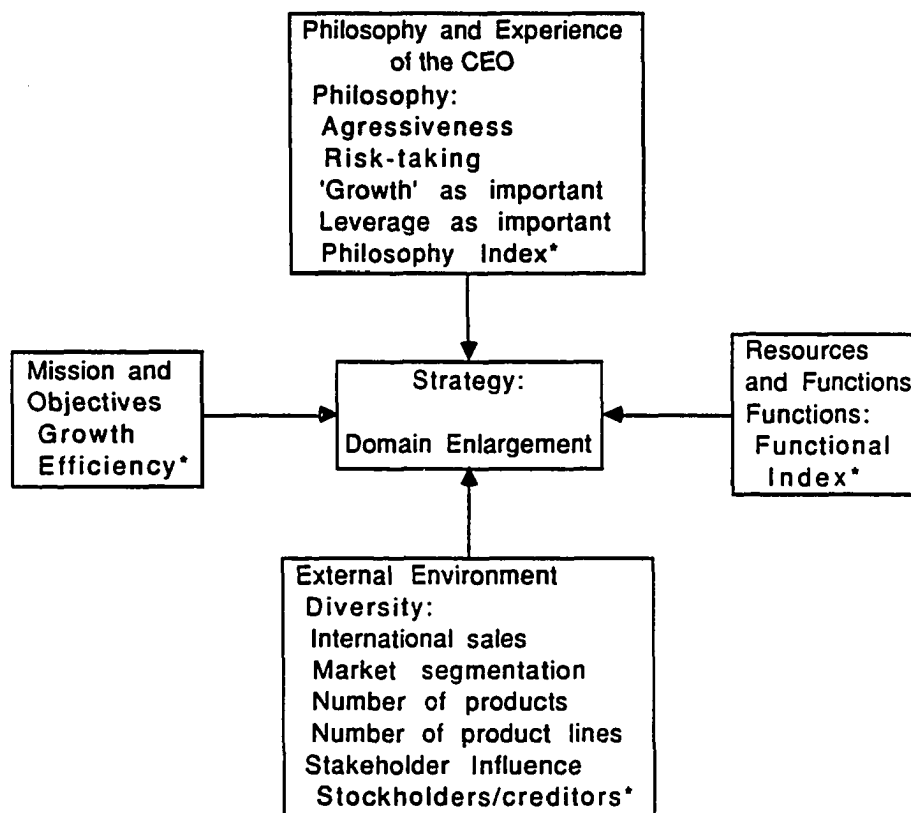 Philosophy and Experience
of the CEO
Philosophy:
Agressiveness
Risk-taking
'Growth' as important
Leverage as important
Philosophy Index*
Mission and
Objectives
Growth
Efficiency*
Strategy:
Domain Enlargement
Resources
and Functions
Functions:
Functional
Index*
External Environment
Diversity:
International sales
Market segmentation
Number of products
Number of product lines
Stakeholder Influence
Stockholders/creditors*